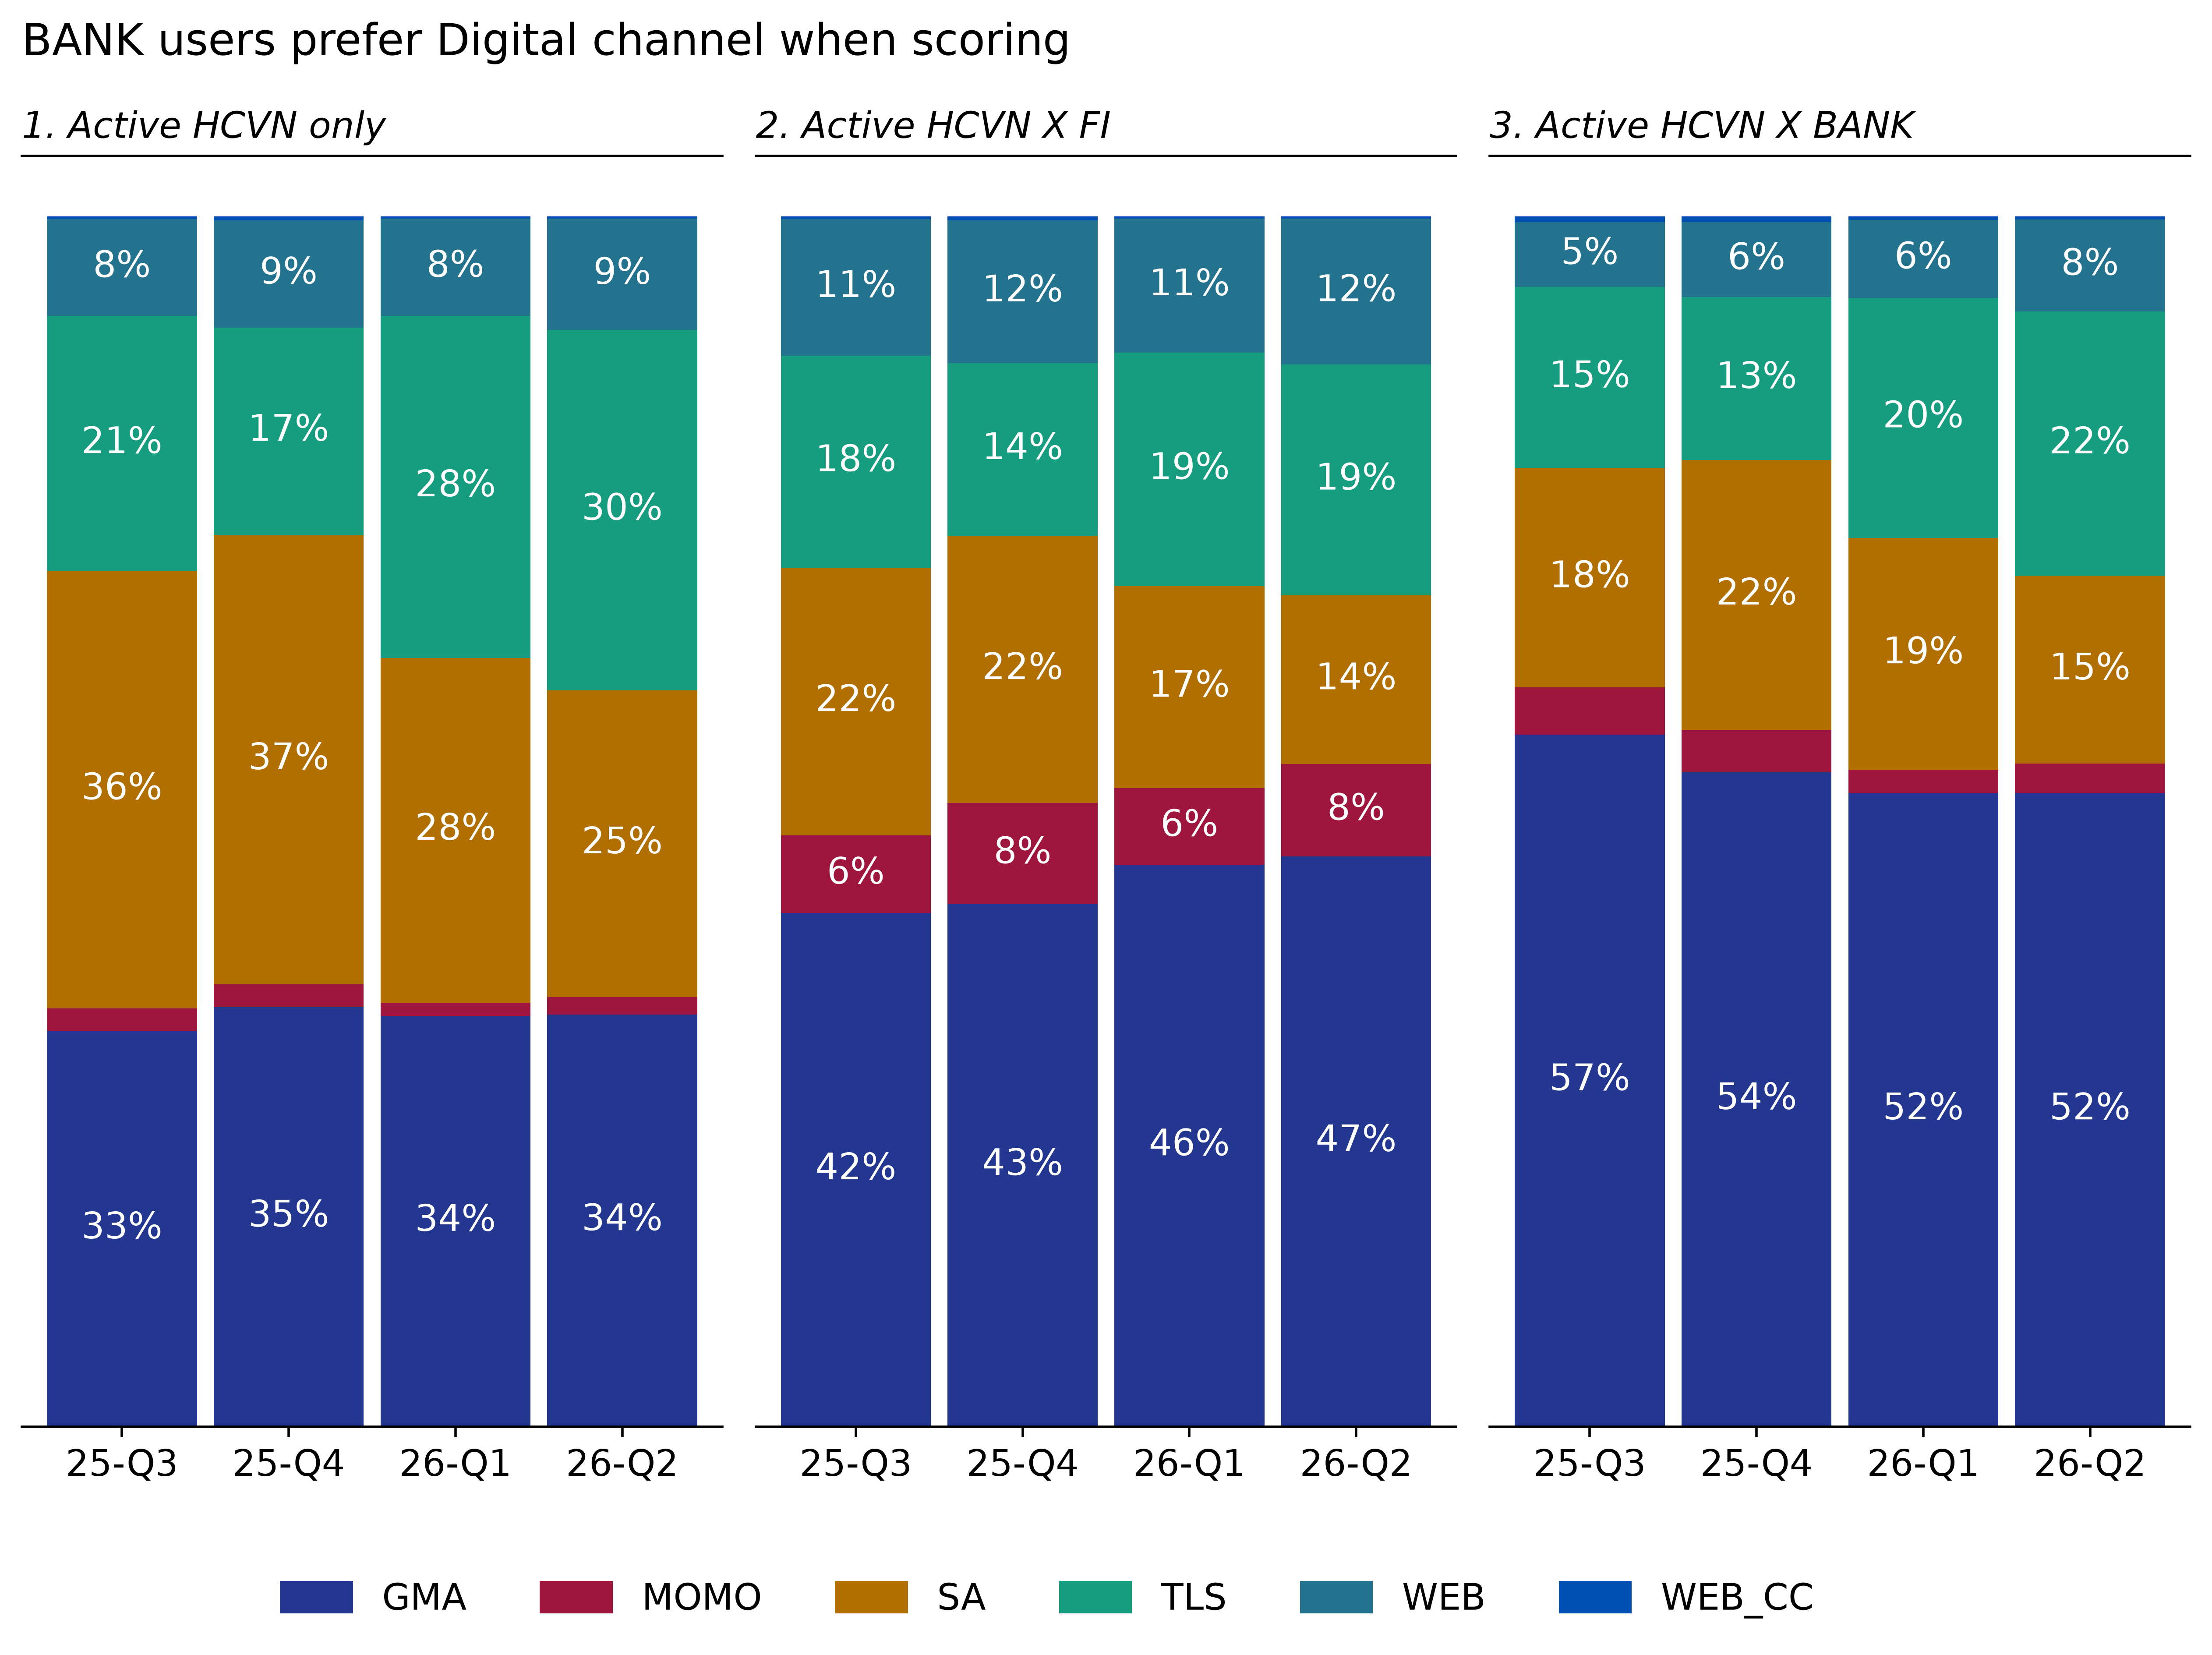 BANK users prefer Digital channel when scoring
1. Active HCVN only
2. Active HCVN X FI
3. Active HCVN X BANK
8% 9% 8% 9%
21% 17% 28% 30%
36% 37% 28% 25%
33% 35% 34% 34%
25-Q3 25-Q4 26-Q1 26-Q2
11% 12% 11% 12%
18% 14% 19% 19%
22% 22% 17% 14%
6% 8% 6% 8%
42% 43% 46% 47%
25-Q3 25-Q4 26-Q1 26-Q2
5% 6% 6% 8%
15% 13% 20% 22%
18% 22% 19% 15%
57% 54% 52% 52%
25-Q3 25-Q4 26-Q1 26-Q2
GMA MOMO SA TLS WEB WEB_CC